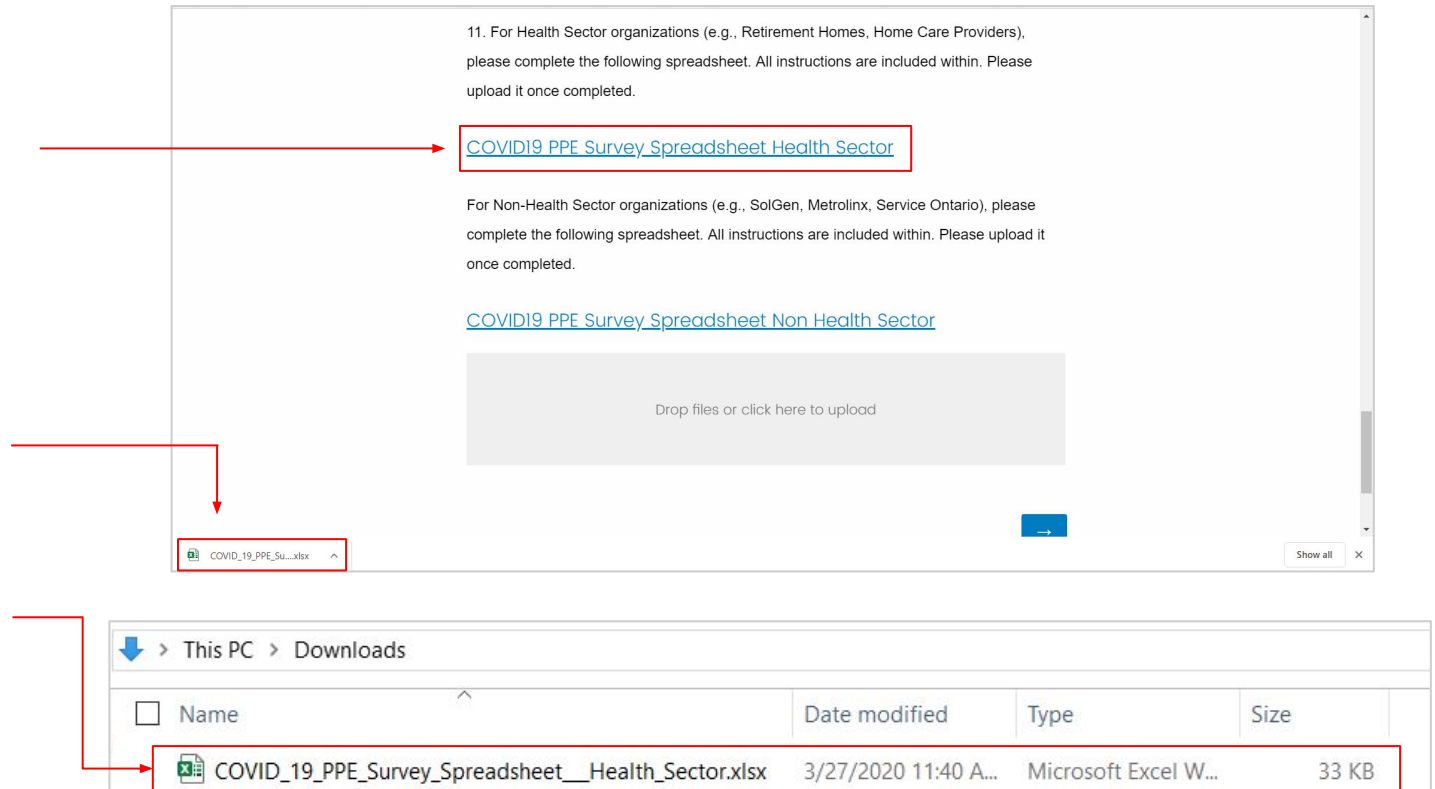 11. For Health Sector organizations (e.g., Retirement Homes, Home Care Providers),
please complete the following spreadsheet. All instructions are included within. Please
upload it once completed.
COVID19 PPE Survey Spreadsheet Health Sector
For Non-Health Sector organizations (e.g., SolGen, Metrolinx, Service Ontario), please
complete the following spreadsheet. All instructions are included within. Please upload it
once completed.
COVID19 PPE Survey Spreadsheet Non Health Sector
Drop files or click here to upload
→
COVID_19_PPE_Su....xlsx
Show all
This PC > Downloads
Name Date modified Type Size
COVID_19_PPE_Survey_Spreadsheet__Health_Sector.xlsx 3/27/2020 11:40 A... Microsoft Excel W... 33 KB